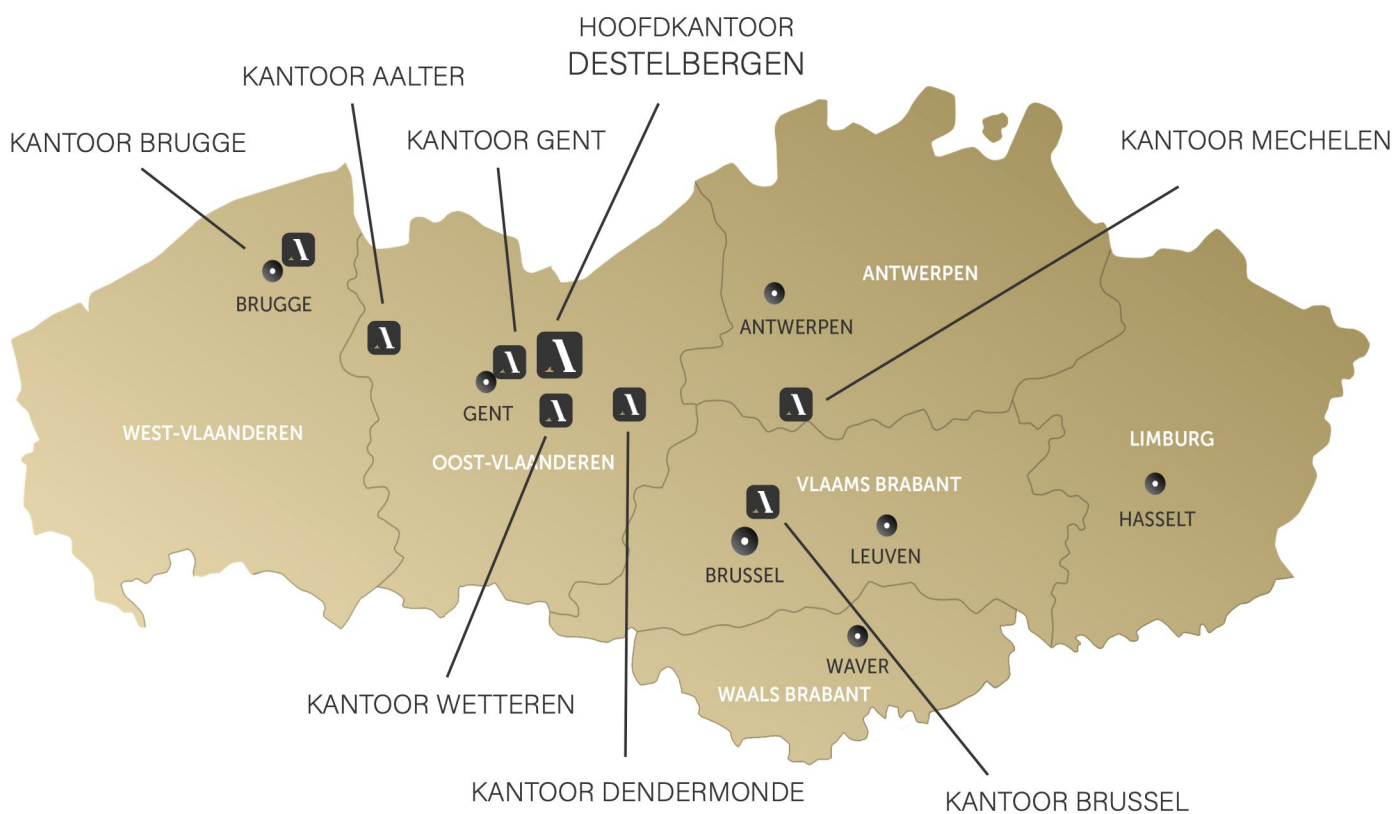 HOOFDKANTOOR
DESTELBERGEN
KANTOOR AALTER
KANTOOR BRUGGE
KANTOOR GENT
KANTOOR MECHELEN
ANTWERPEN
BRUGGE
ANTWERPEN
GENT
WEST-VLAANDEREN
OOST-VLAANDEREN
LIMBURG
VLAAMS BRABANT
HASSELT
LEUVEN
BRUSSEL
WAVER
WAALS BRABANT
KANTOOR WETTEREN
KANTOOR DENDERMONDE
KANTOOR BRUSSEL